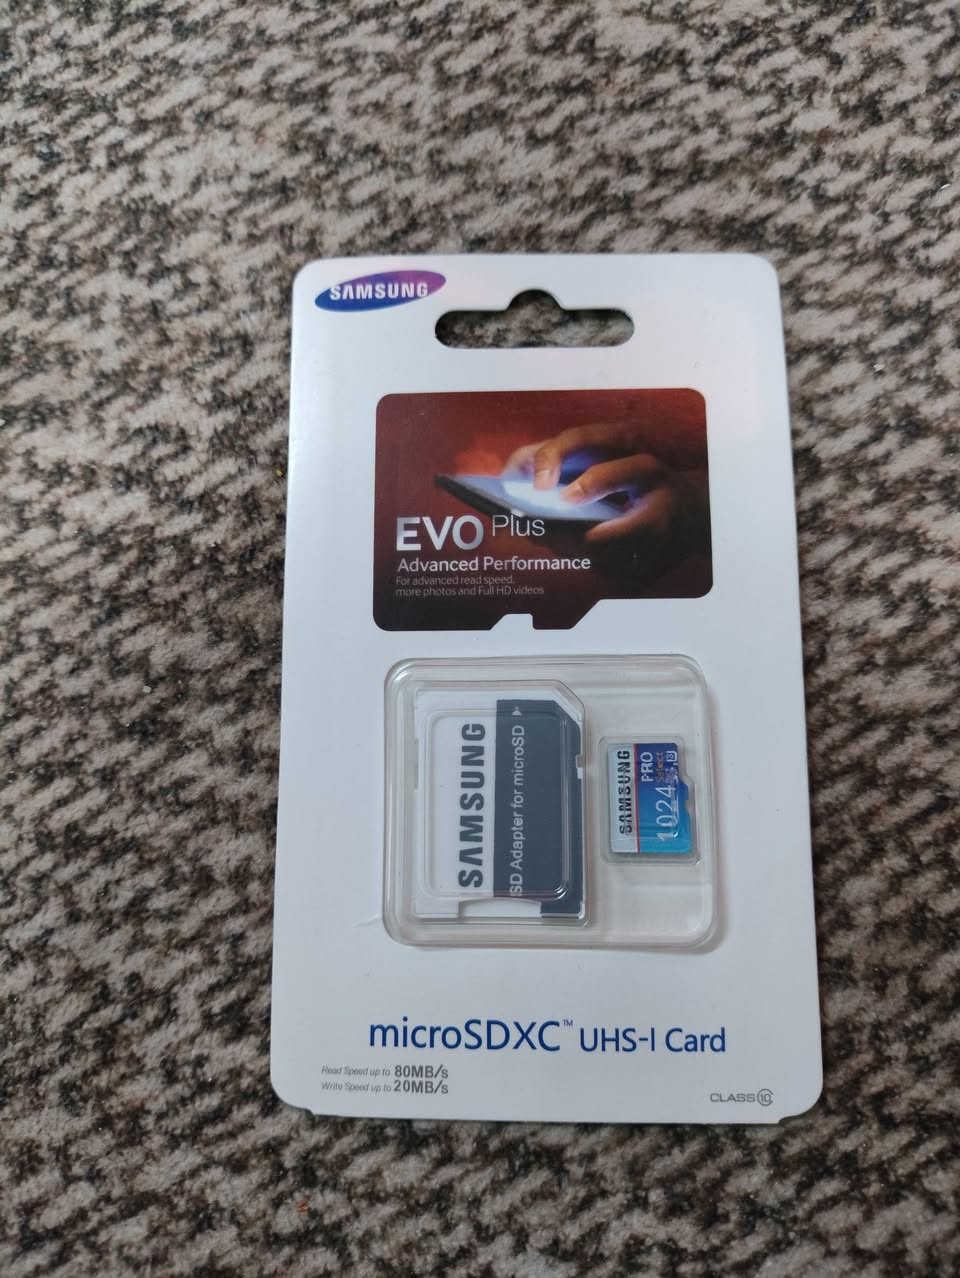 SAMSUNG
EVO Plus
Advanced Performance
For advanced read speed,
more photos and Full HD videos
SAMSUNG
SD Adapter for microSD
SAMSUNG
PRO
Select
1024
microSDXC™ UHS-I Card
Read Speed up to 80MB/s
Write Speed up to 20MB/s
CLASS 10